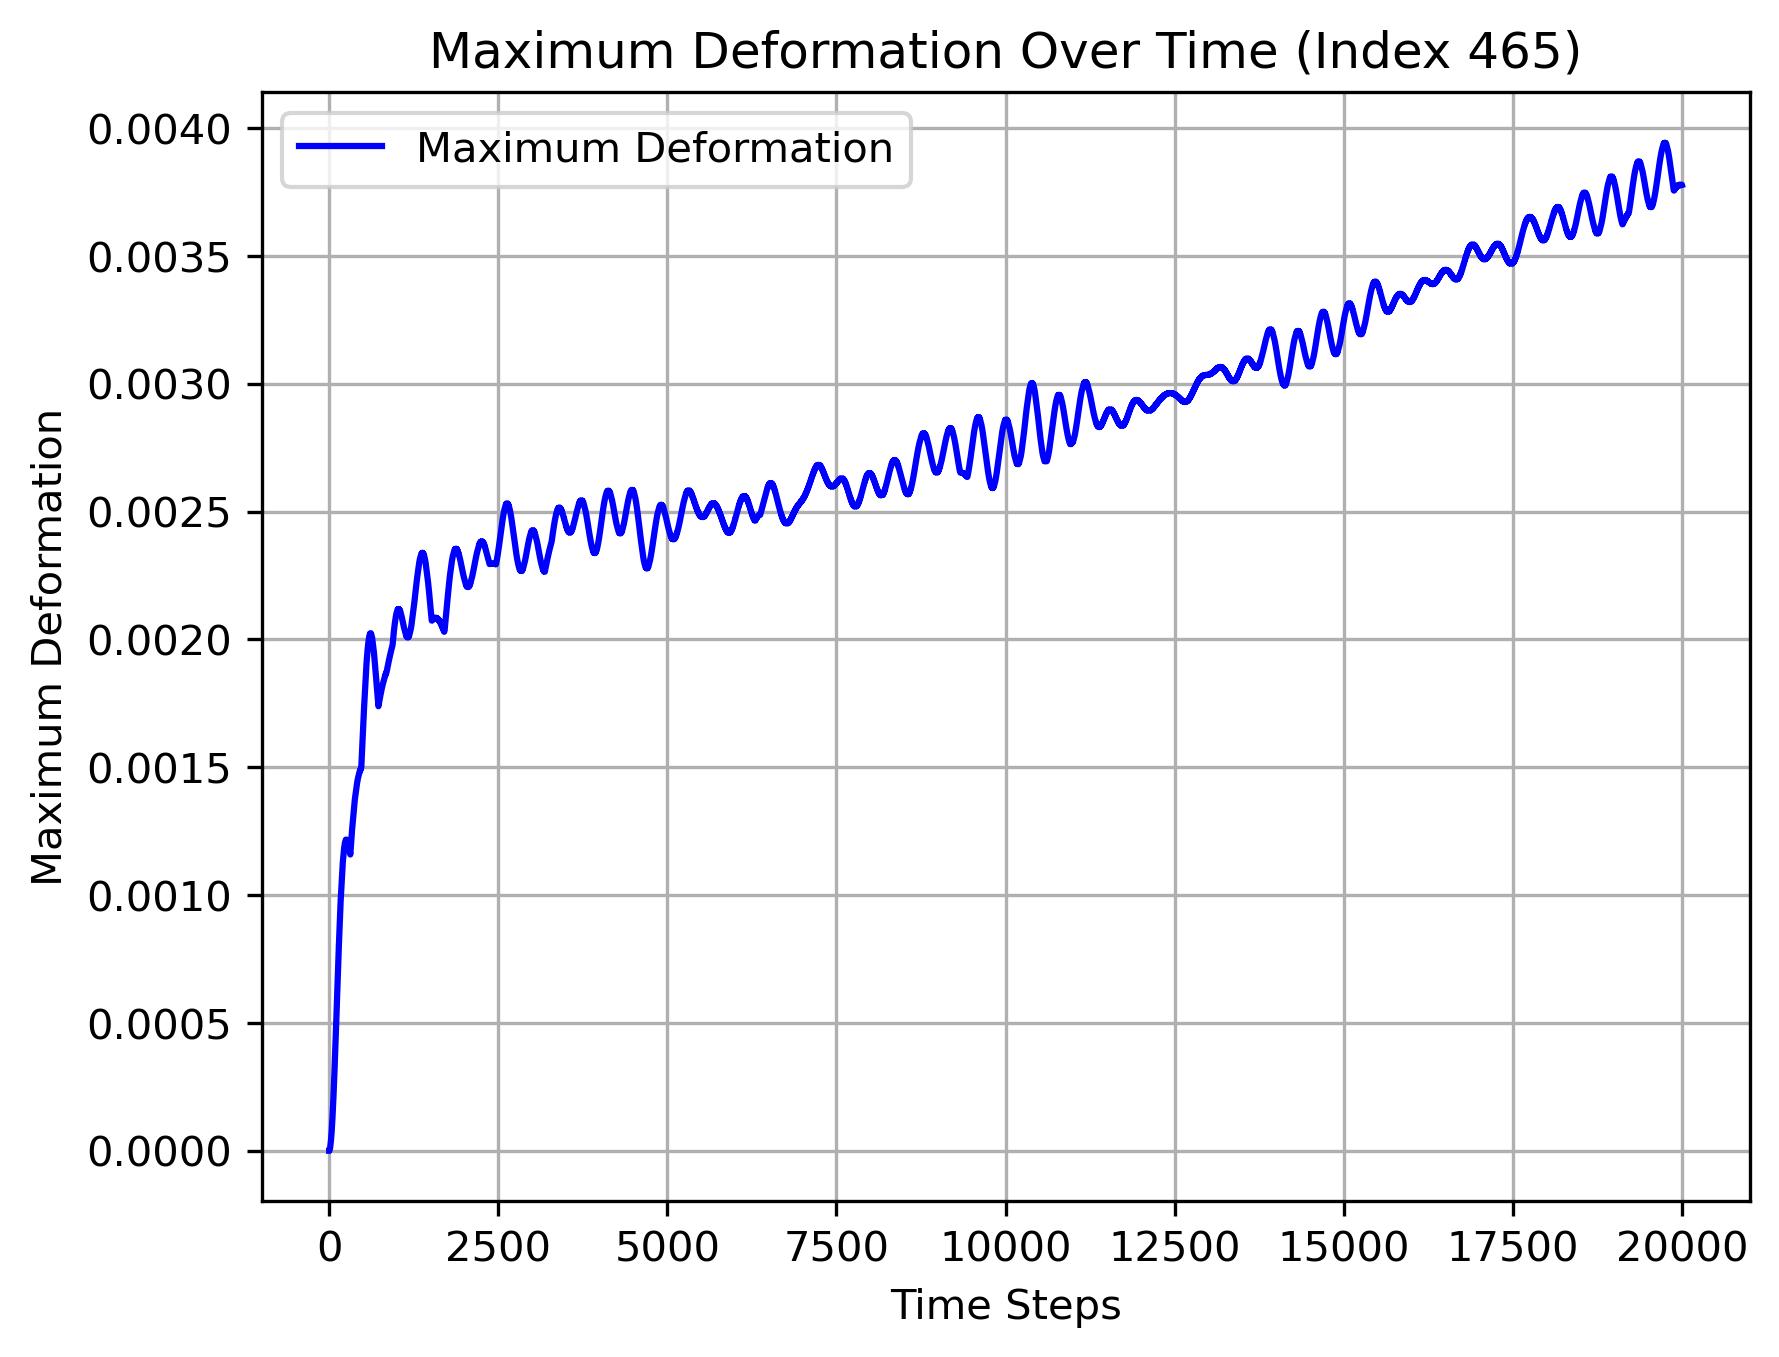 Maximum Deformation Over Time (Index 465)
Maximum Deformation
0.0040
0.0035
0.0030
0.0025
0.0020
0.0015
0.0010
0.0005
0.0000
Maximum Deformation
0 2500 5000 7500 10000 12500 15000 17500 20000
Time Steps